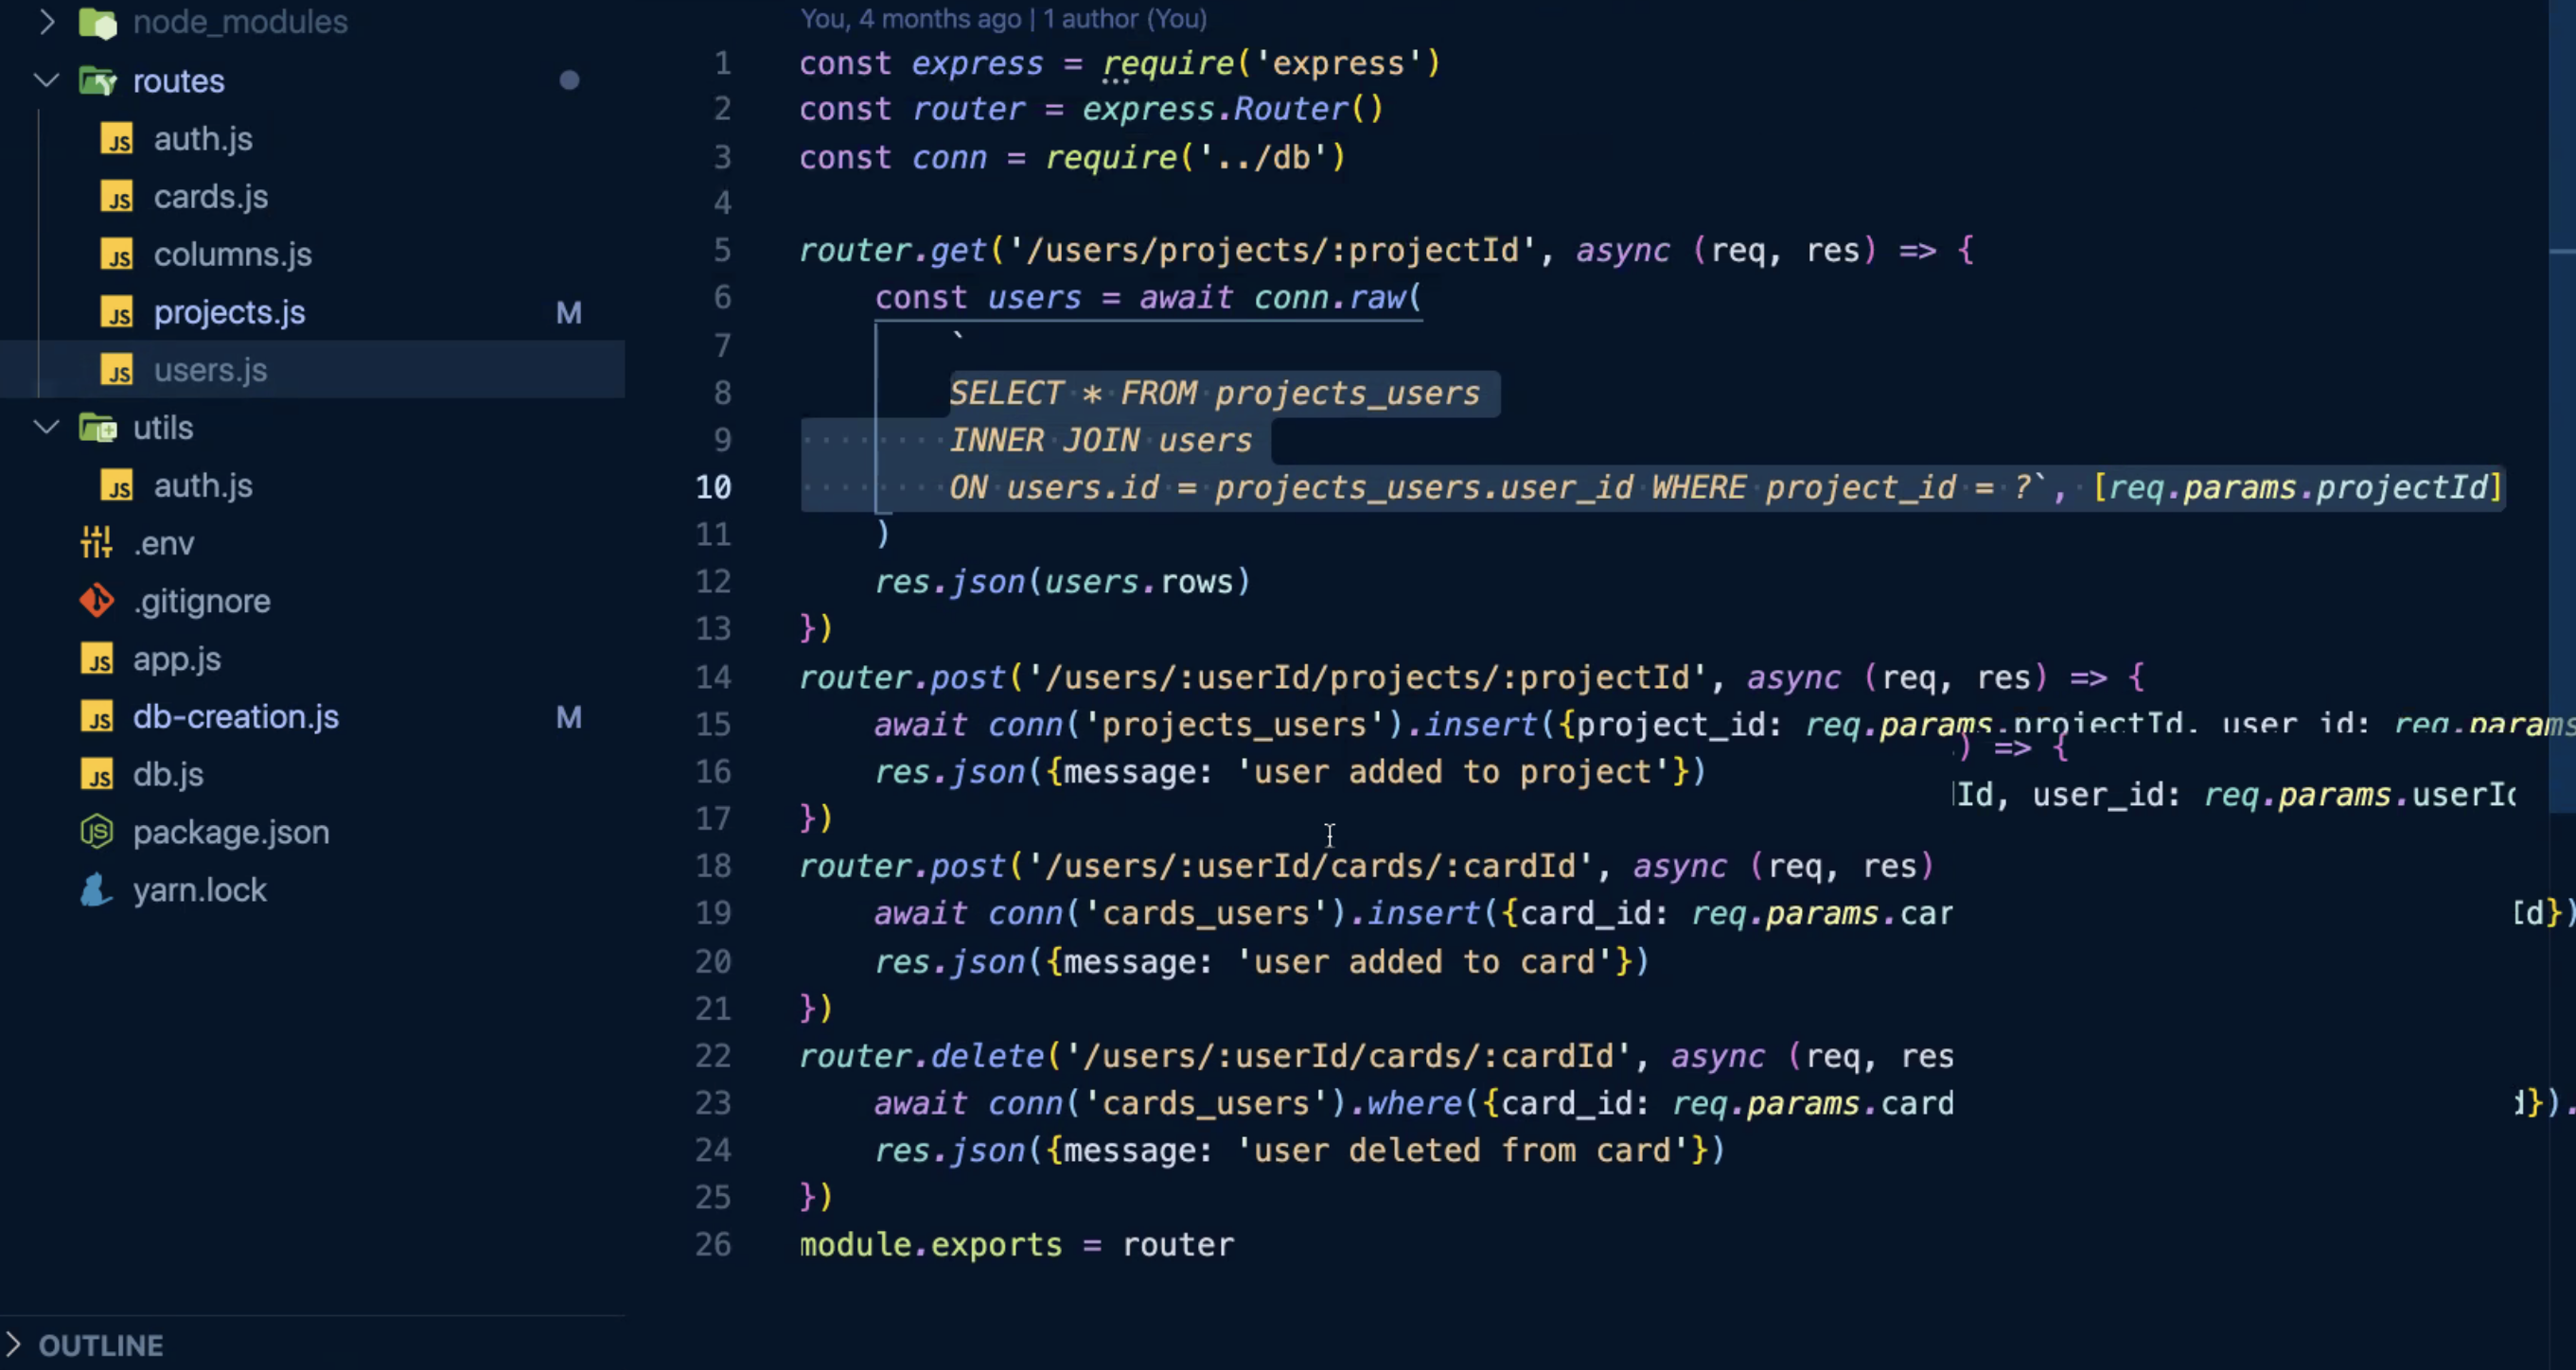 node_modules
routes
auth.js
cards.js
columns.js
projects.js M
users.js
utils
auth.js
.env
.gitignore
app.js
db-creation.js M
db.js
package.json
yarn.lock
OUTLINE
You, 4 months ago | 1 author (You)
1 const express = require('express')
2 const router = express.Router()
3 const conn = require('../db')
4
5 router.get('/users/projects/:projectId', async (req, res) => {
6 const users = await conn.raw(
7 `
8 SELECT * FROM projects_users
9 INNER JOIN users
10 ON users.id = projects_users.user_id WHERE project_id = ?`, [req.params.projectId]
11 )
12 res.json(users.rows)
13 })
14 router.post('/users/:userId/projects/:projectId', async (req, res) => {
15 await conn('projects_users').insert({project_id: req.params.projectId, user_id: req.params
) => {
16 res.json({message: 'user added to project'})
Id, user_id: req.params.userId
17 })
18 router.post('/users/:userId/cards/:cardId', async (req, res)
19 await conn('cards_users').insert({card_id: req.params.car Id})
20 res.json({message: 'user added to card'})
21 })
22 router.delete('/users/:userId/cards/:cardId', async (req, res
23 await conn('cards_users').where({card_id: req.params.card d}).
24 res.json({message: 'user deleted from card'})
25 })
26 module.exports = router